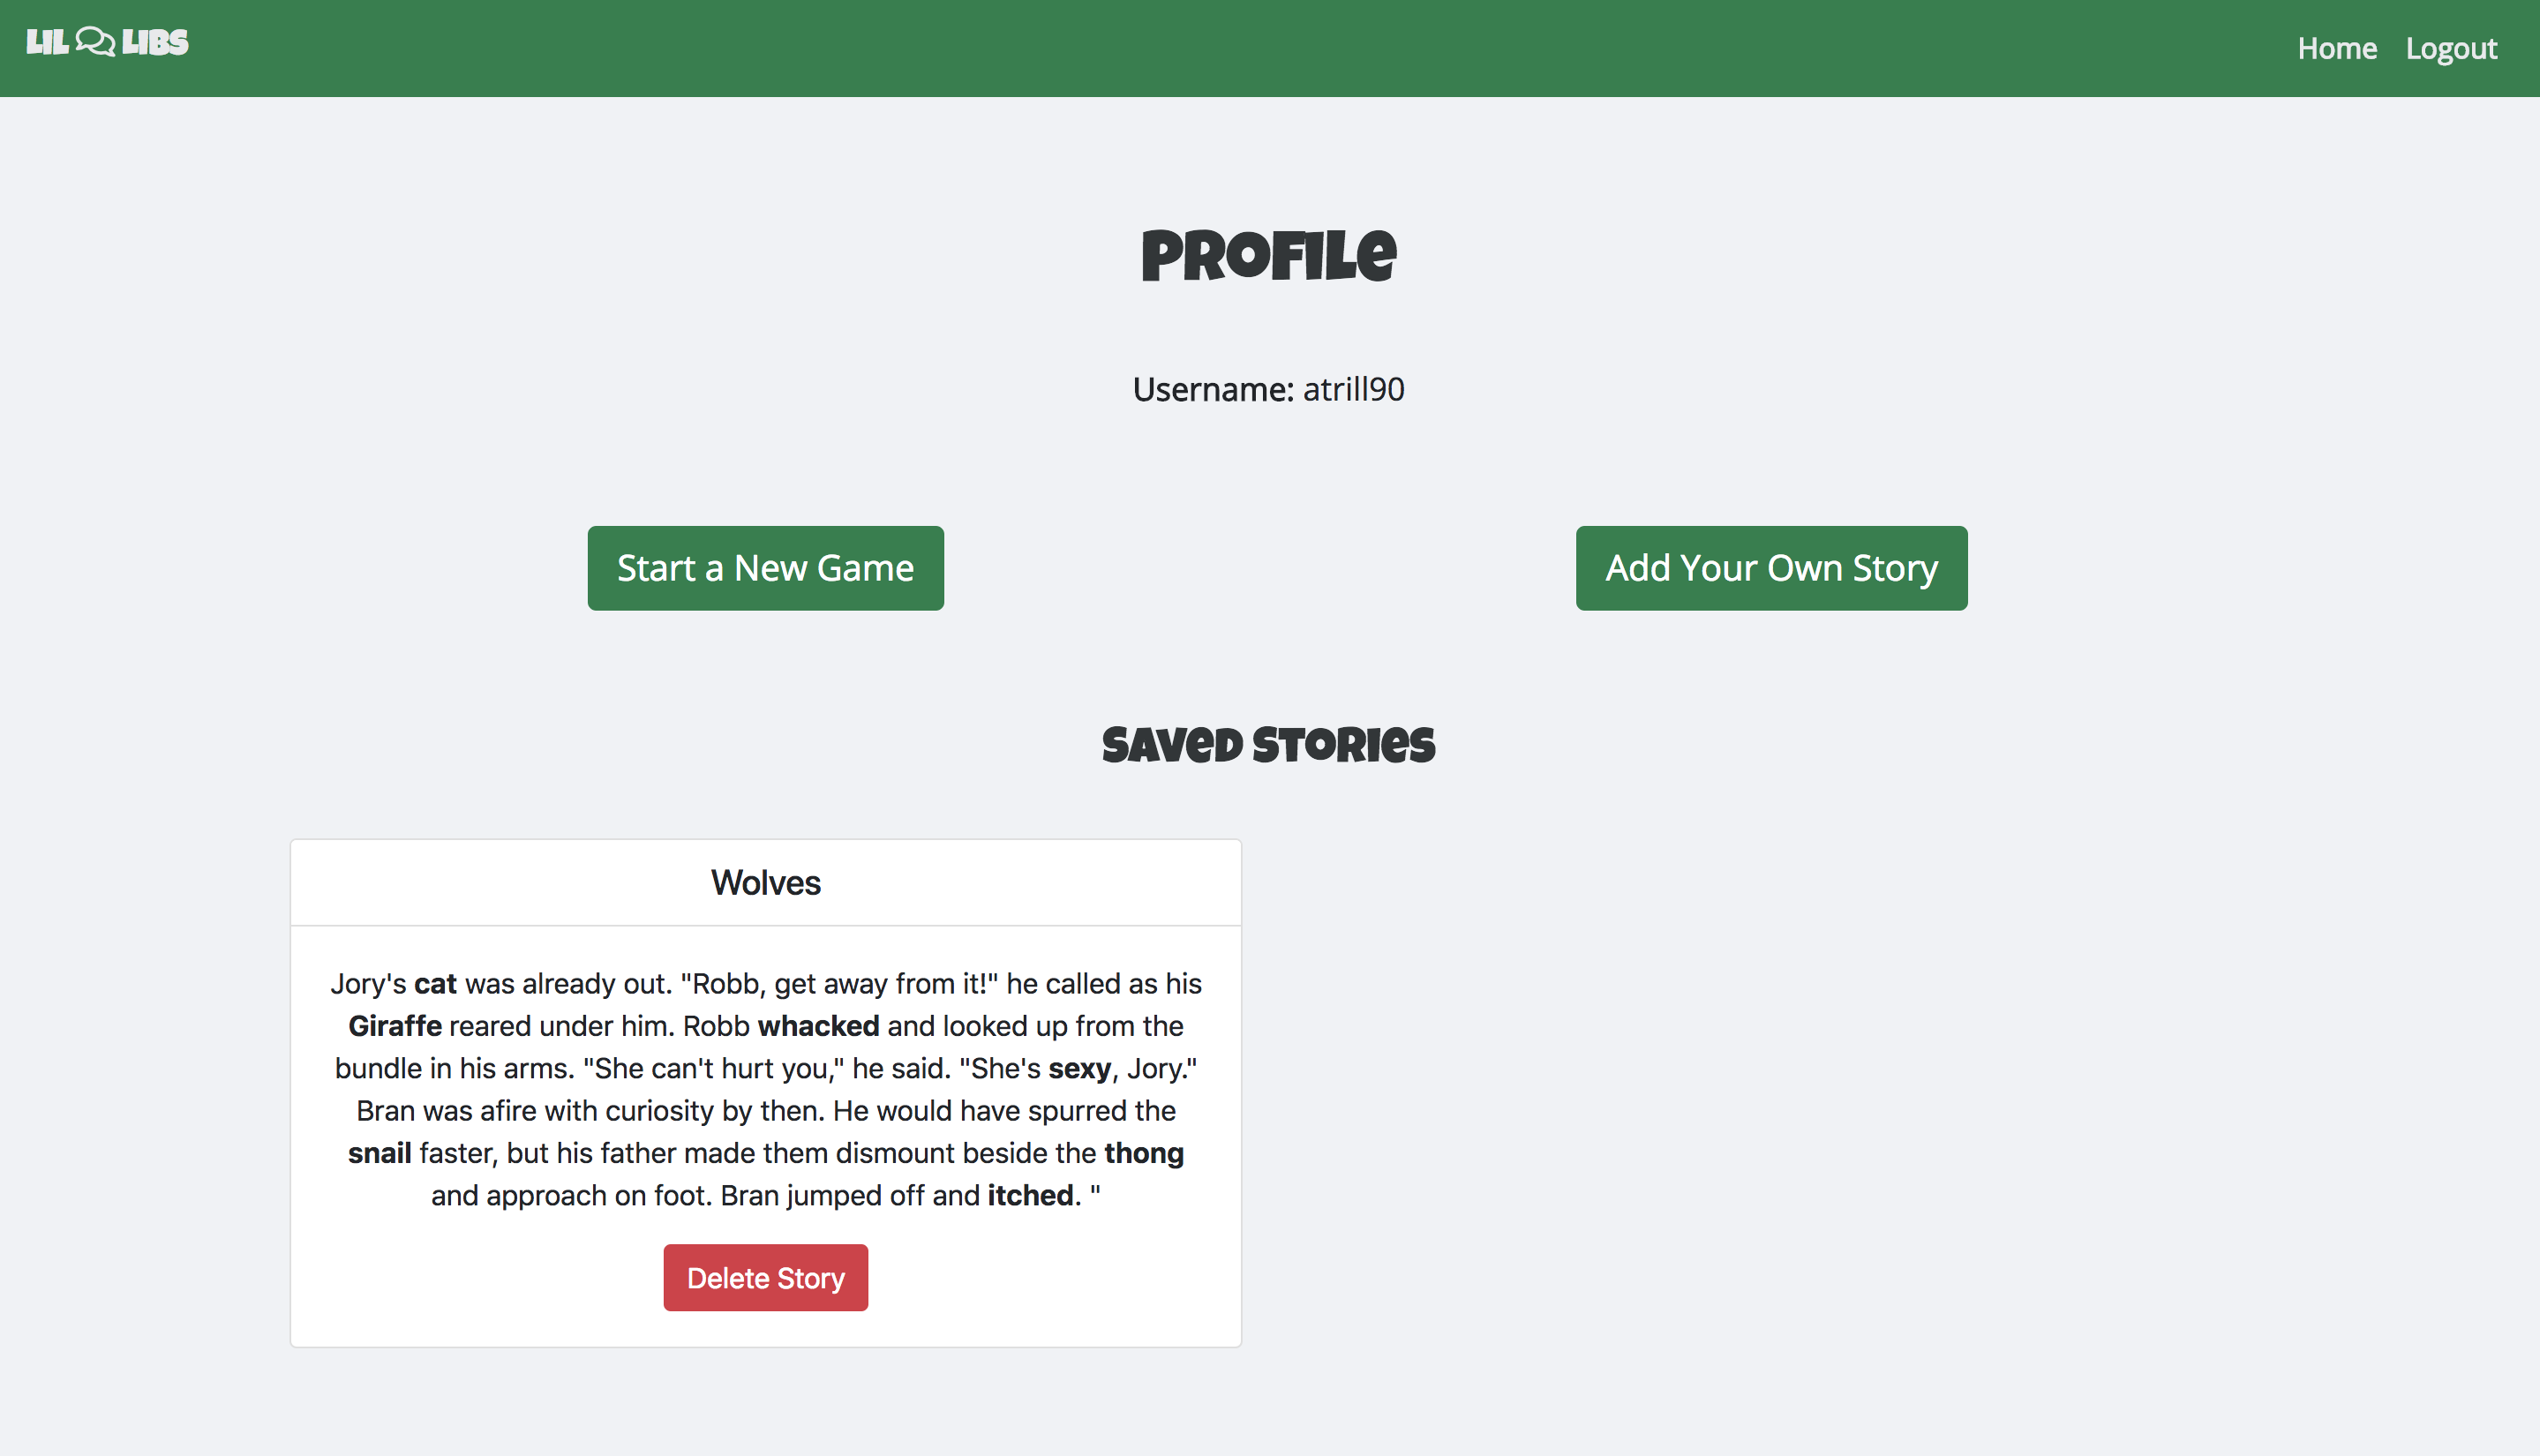 LIL LIBS
Home Logout
Profile
Username: atrill90
Start a New Game
Add Your Own Story
Saved Stories
Wolves
Jory's cat was already out. "Robb, get away from it!" he called as his
Giraffe reared under him. Robb whacked and looked up from the
bundle in his arms. "She can't hurt you," he said. "She's sexy, Jory."
Bran was afire with curiosity by then. He would have spurred the
snail faster, but his father made them dismount beside the thong
and approach on foot. Bran jumped off and itched. "
Delete Story